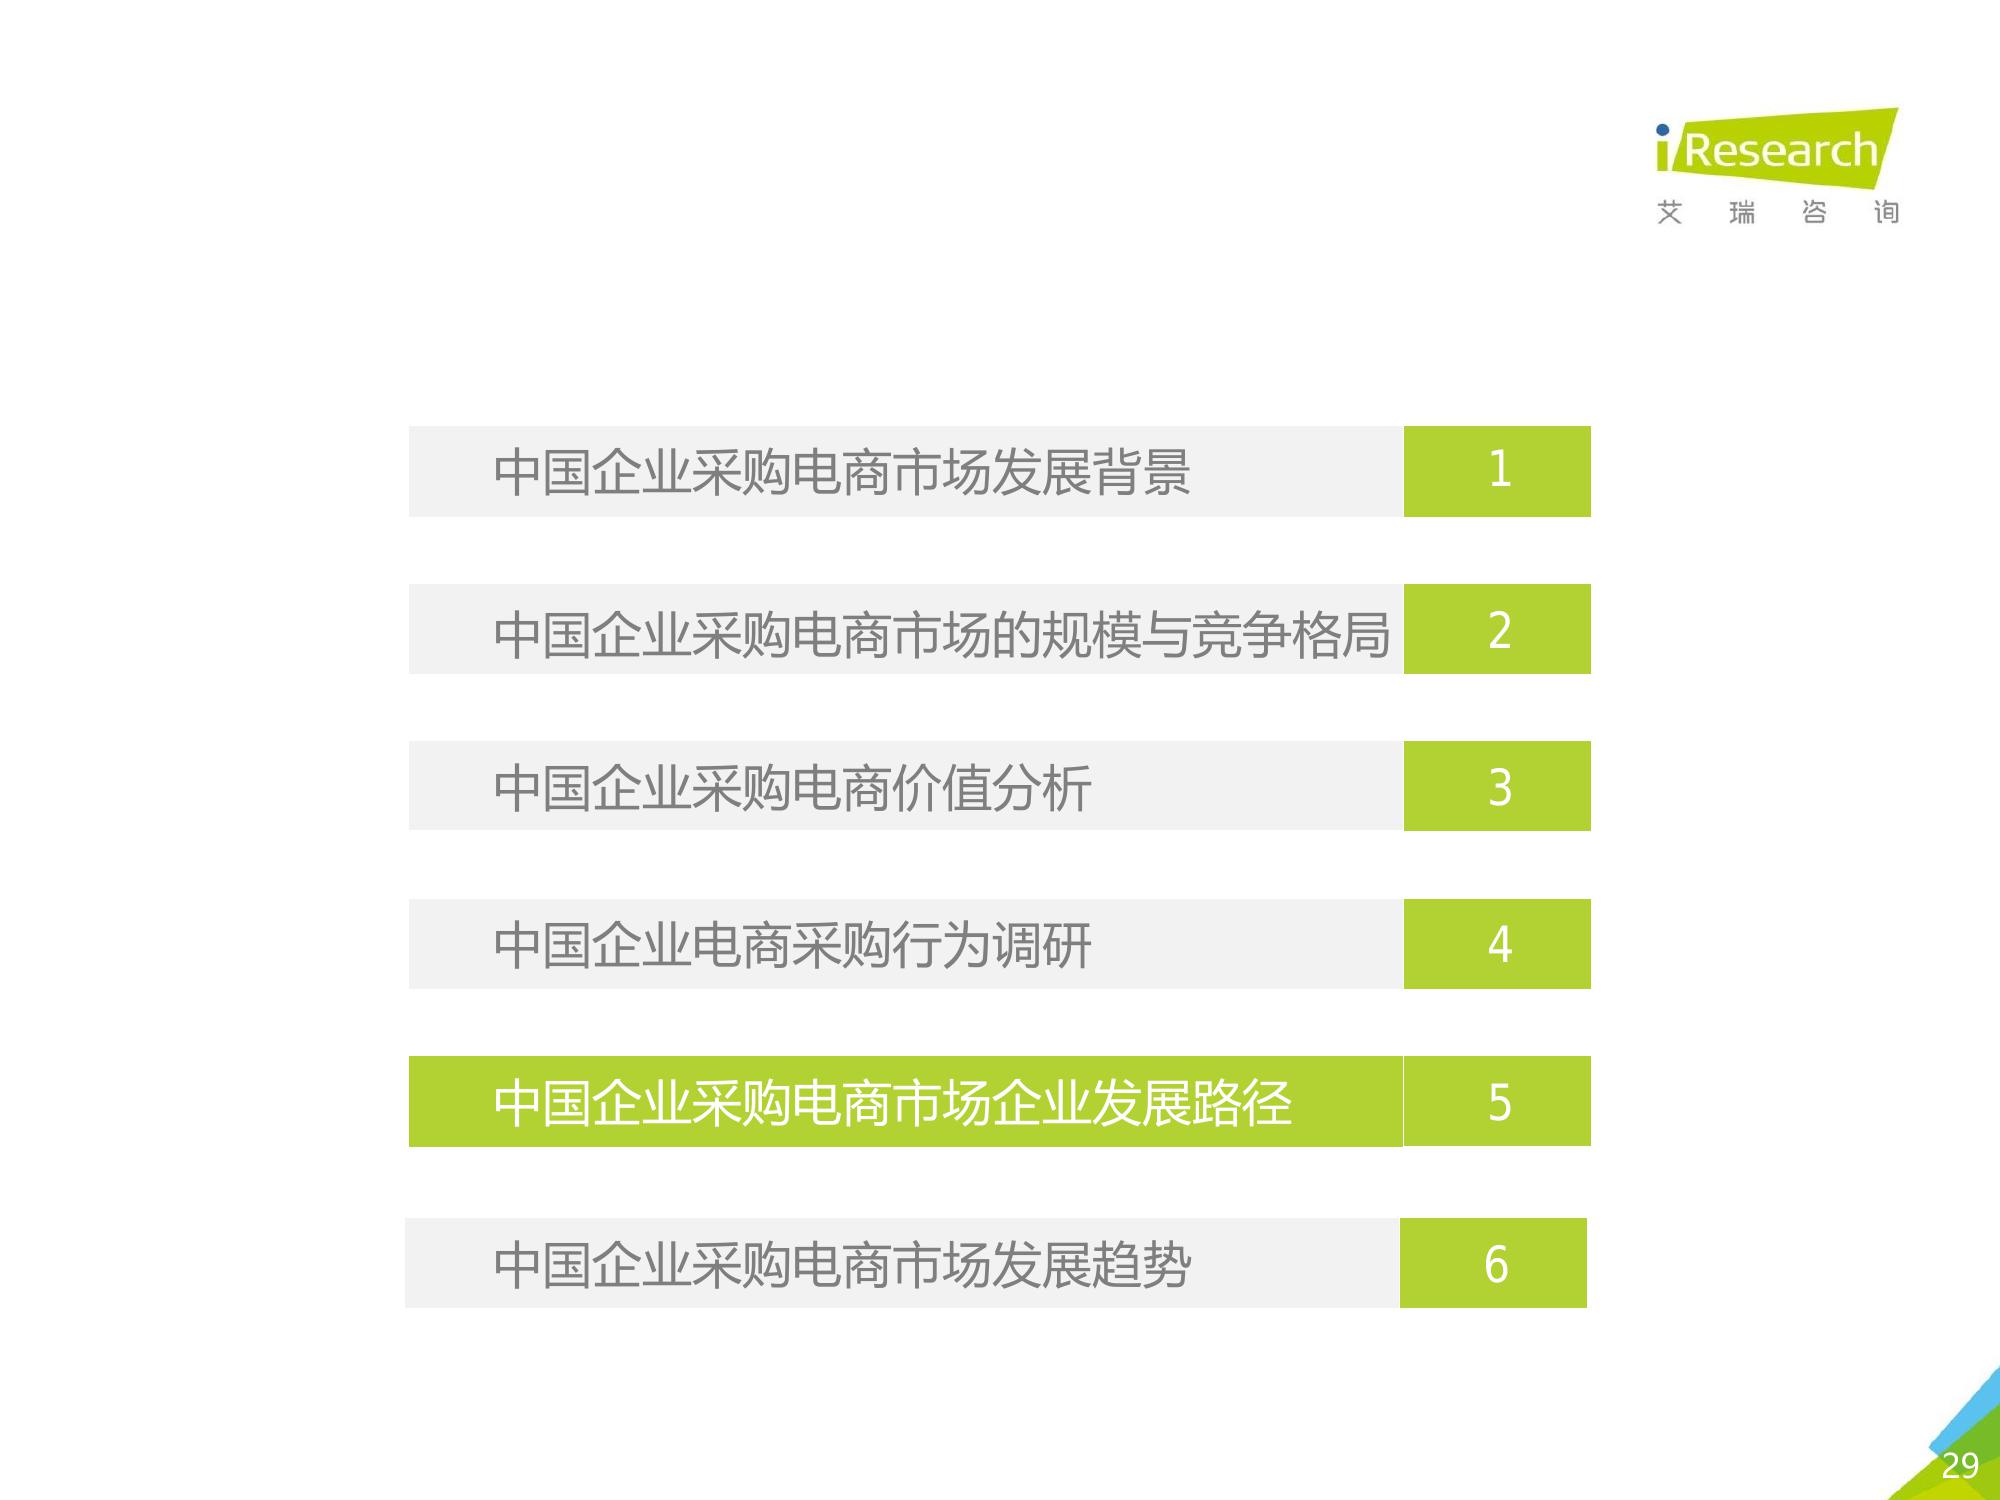 iResearch
艾瑞咨询
中国企业采购电商市场发展背景 1
中国企业采购电商市场的规模与竞争格局 2
中国企业采购电商价值分析 3
中国企业电商采购行为调研 4
中国企业采购电商市场企业发展路径 5
中国企业采购电商市场发展趋势 6
29